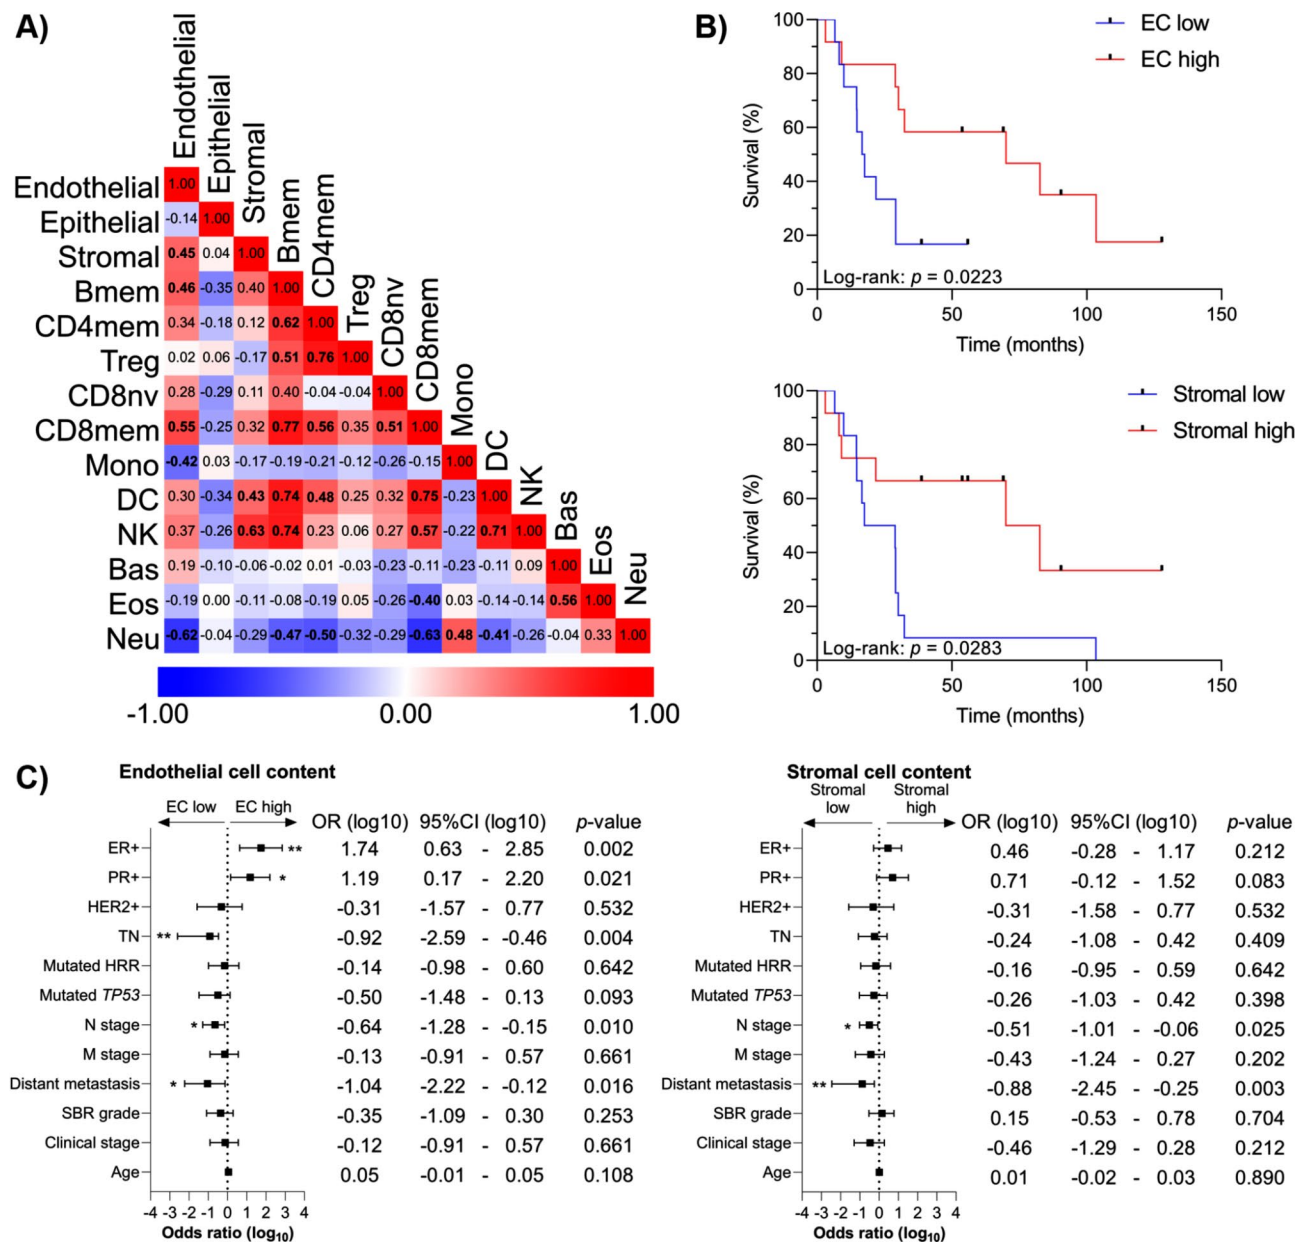 A)
Endothelial
Epithelial
Stromal
Bmem
CD4mem
Treg
CD8nv
CD8mem
Mono
DC
NK
Bas
Eos
Neu
Endothelial 1.00
Epithelial -0.14 1.00
Stromal 0.45 0.04 1.00
Bmem 0.46 -0.35 0.40 1.00
CD4mem 0.34 -0.18 0.12 0.62 1.00
Treg 0.02 0.06 -0.17 0.51 0.76 1.00
CD8nv 0.28 -0.29 0.11 0.40 -0.04 -0.04 1.00
CD8mem 0.55 -0.25 0.32 0.77 0.56 0.35 0.51 1.00
Mono -0.42 0.03 -0.17 -0.19 -0.21 -0.12 -0.26 -0.15 1.00
DC 0.30 -0.34 0.43 0.74 0.48 0.25 0.32 0.75 -0.23 1.00
NK 0.37 -0.26 0.63 0.74 0.23 0.06 0.27 0.57 -0.22 0.71 1.00
Bas 0.19 -0.10 -0.06 -0.02 0.01 -0.03 -0.23 -0.11 -0.23 -0.11 0.09 1.00
Eos -0.19 0.00 -0.11 -0.08 -0.19 0.05 -0.26 -0.40 0.03 -0.14 -0.14 0.56 1.00
Neu -0.62 -0.04 -0.29 -0.47 -0.50 -0.32 -0.29 -0.63 0.48 -0.41 -0.26 -0.04 0.33 1.00
-1.00 0.00 1.00
B)
EC low
EC high
Survival (%)
100
80
60
40
20
0
Log-rank: p = 0.0223
0 50 100 150
Time (months)
Stromal low
Stromal high
Survival (%)
100
80
60
40
20
0
Log-rank: p = 0.0283
0 50 100 150
Time (months)
C)
Endothelial cell content
EC low EC high
OR (log10) 95%CI (log10) p-value
ER+ ** 1.74 0.63 - 2.85 0.002
PR+ * 1.19 0.17 - 2.20 0.021
HER2+ -0.31 -1.57 - 0.77 0.532
TN ** -0.92 -2.59 - -0.46 0.004
Mutated HRR -0.14 -0.98 - 0.60 0.642
Mutated TP53 -0.50 -1.48 - 0.13 0.093
N stage * -0.64 -1.28 - -0.15 0.010
M stage -0.13 -0.91 - 0.57 0.661
Distant metastasis * -1.04 -2.22 - -0.12 0.016
SBR grade -0.35 -1.09 - 0.30 0.253
Clinical stage -0.12 -0.91 - 0.57 0.661
Age 0.05 -0.01 - 0.05 0.108
-4 -3 -2 -1 0 1 2 3 4
Odds ratio (log10)
Stromal cell content
Stromal low
Stromal high
OR (log10) 95%CI (log10) p-value
ER+ 0.46 -0.28 - 1.17 0.212
PR+ 0.71 -0.12 - 1.52 0.083
HER2+ -0.31 -1.58 - 0.77 0.532
TN -0.24 -1.08 - 0.42 0.409
Mutated HRR -0.16 -0.95 - 0.59 0.642
Mutated TP53 -0.26 -1.03 - 0.42 0.398
N stage * -0.51 -1.01 - -0.06 0.025
M stage -0.43 -1.24 - 0.27 0.202
Distant metastasis ** -0.88 -2.45 - -0.25 0.003
SBR grade 0.15 -0.53 - 0.78 0.704
Clinical stage -0.46 -1.29 - 0.28 0.212
Age 0.01 -0.02 - 0.03 0.890
-4 -3 -2 -1 0 1 2 3 4
Odds ratio (log10)